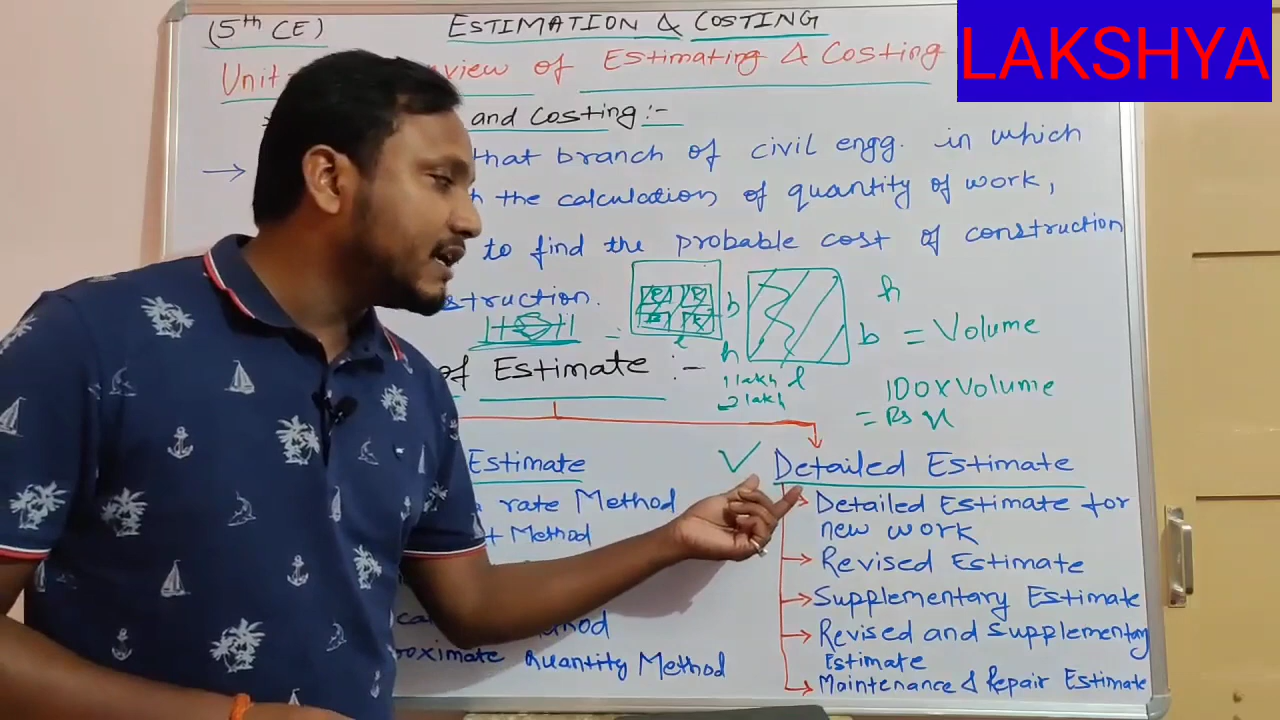 (5th CE) ESTIMATION & COSTING
LAKSHYA
Unit view of Estimating & Costing
and Costing :-
→ that branch of civil engg. in which
the calculation of quantity of work,
to find the probable cost of construction
struction.
b h
b = Volume
h
l
1 lakh
2 lakh
100 x Volume
= Rs
of Estimate :-
Estimate
Detailed Estimate
rate Method
Detailed Estimate for
new work
Method
Revised Estimate
Supplementary Estimate
Revised and Supplementary
Estimate
roximate Quantity Method
Maintenance & Repair Estimate